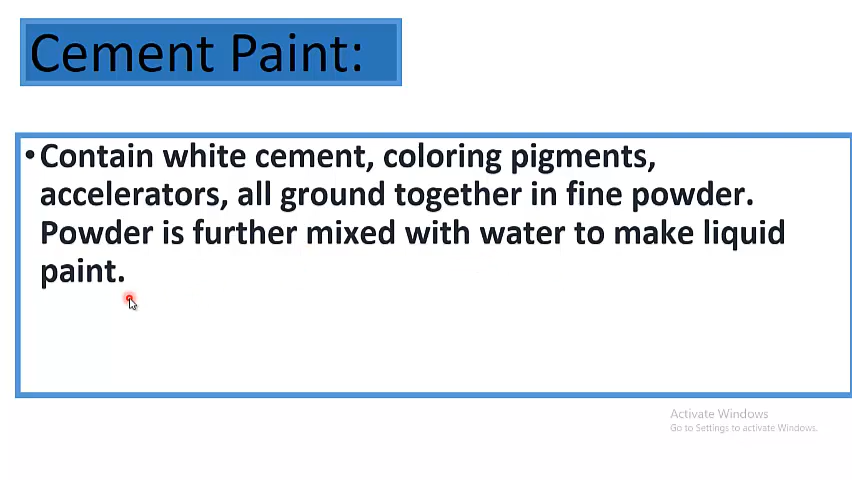 Cement Paint:
•Contain white cement, coloring pigments,
accelerators, all ground together in fine powder.
Powder is further mixed with water to make liquid
paint.
Activate Windows
Go to Settings to activate Windows.